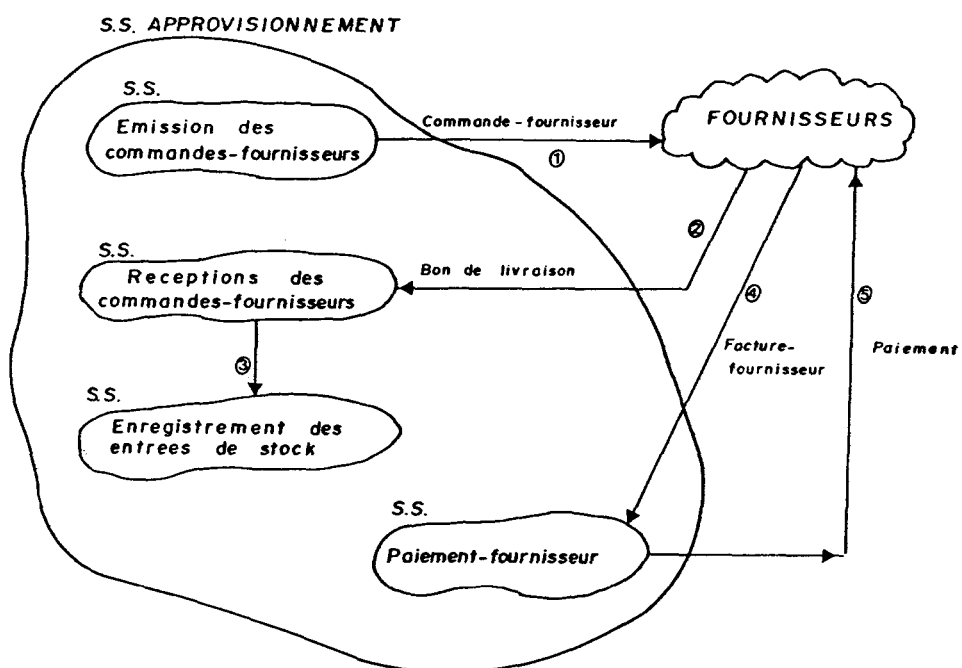 S.S. APPROVISIONNEMENT
S.S.
Emission des
commandes-fournisseurs
Commande-fournisseur
①
FOURNISSEURS
②
S.S.
Receptions des
commandes-fournisseurs
Bon de livraison
④
⑤
③
Facture-
fournisseur
Paiement
S.S.
Enregistrement des
entrees de stock
S.S.
Paiement-fournisseur